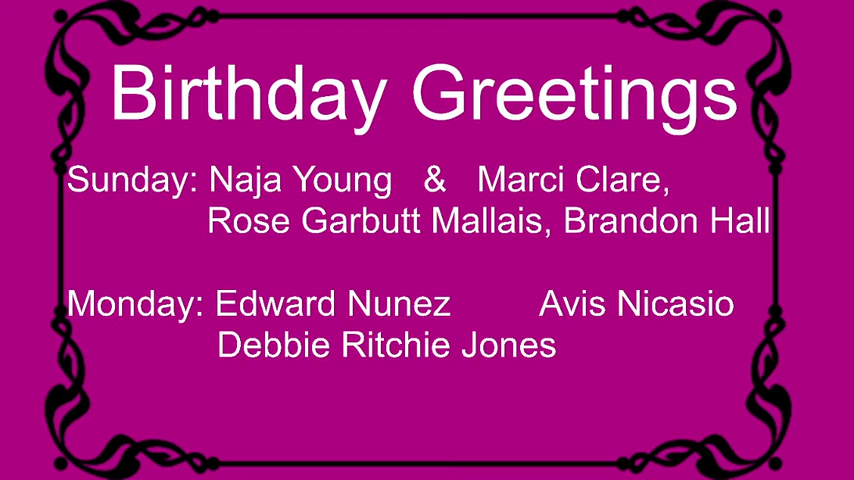 Birthday Greetings
Sunday: Naja Young & Marci Clare,
Rose Garbutt Mallais, Brandon Hall
Monday: Edward Nunez Avis Nicasio
Debbie Ritchie Jones